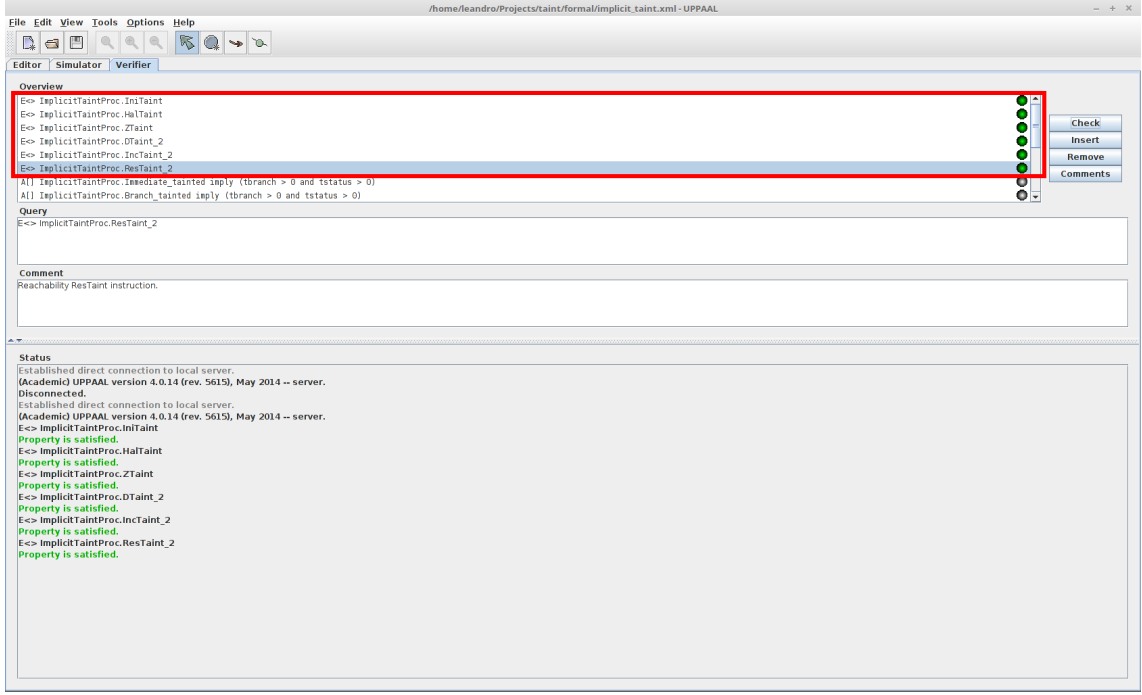 /home/leandro/Projects/taint/formal/implicit_taint.xml - UPPAAL
File Edit View Tools Options Help
Editor Simulator Verifier
Overview
E<> ImplicitTaintProc.IniTaint
E<> ImplicitTaintProc.HalTaint
E<> ImplicitTaintProc.ZTaint
E<> ImplicitTaintProc.DTaint_2
E<> ImplicitTaintProc.IncTaint_2
E<> ImplicitTaintProc.ResTaint_2
A[] ImplicitTaintProc.Immediate_tainted imply (tbranch > 0 and tstatus > 0)
A[] ImplicitTaintProc.Branch_tainted imply (tbranch > 0 and tstatus > 0)
Check
Insert
Remove
Comments
Query
E<> ImplicitTaintProc.ResTaint_2
Comment
Reachability ResTaint instruction.
Status
Established direct connection to local server.
(Academic) UPPAAL version 4.0.14 (rev. 5615), May 2014 -- server.
Disconnected.
Established direct connection to local server.
(Academic) UPPAAL version 4.0.14 (rev. 5615), May 2014 -- server.
E<> ImplicitTaintProc.IniTaint
Property is satisfied.
E<> ImplicitTaintProc.HalTaint
Property is satisfied.
E<> ImplicitTaintProc.ZTaint
Property is satisfied.
E<> ImplicitTaintProc.DTaint_2
Property is satisfied.
E<> ImplicitTaintProc.IncTaint_2
Property is satisfied.
E<> ImplicitTaintProc.ResTaint_2
Property is satisfied.